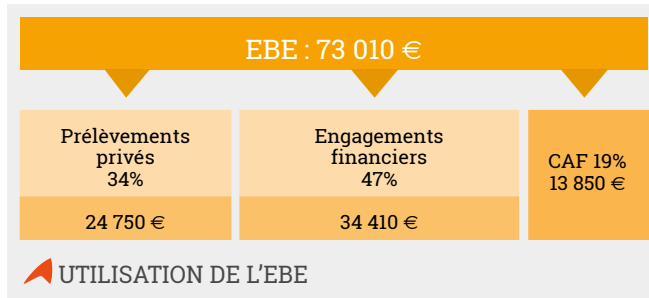 EBE : 73 010 €
Prélèvements
privés
34%
24 750 €
Engagements
financiers
47%
34 410 €
CAF 19%
13 850 €
UTILISATION DE L’EBE